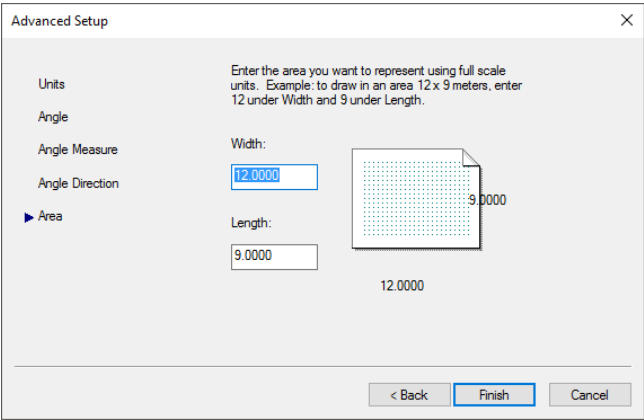 Advanced Setup
Units
Angle
Angle Measure
Angle Direction
Area
Enter the area you want to represent using full scale
units. Example: to draw in an area 12 x 9 meters, enter
12 under Width and 9 under Length.
Width:
12.0000
Length:
9.0000
9.0000
12.0000
< Back
Finish
Cancel